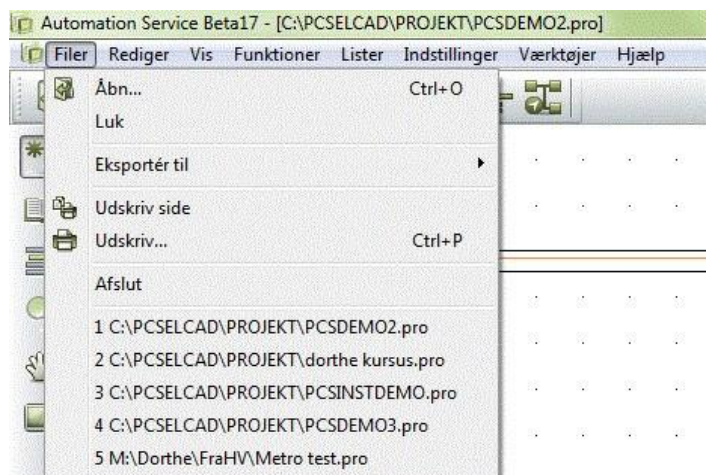 Automation Service Beta17 - [C:\PCSELCAD\PROJEKT\PCSDEMO2.pro]
Filer Rediger Vis Funktioner Lister Indstillinger Værktøjer Hjælp
Åbn... Ctrl+O
Luk
Eksportér til
Udskriv side
Udskriv... Ctrl+P
Afslut
1 C:\PCSELCAD\PROJEKT\PCSDEMO2.pro
2 C:\PCSELCAD\PROJEKT\dorthe kursus.pro
3 C:\PCSELCAD\PROJEKT\PCSINSTDEMO.pro
4 C:\PCSELCAD\PROJEKT\PCSDEMO3.pro
5 M:\Dorthe\FraHV\Metro test.pro